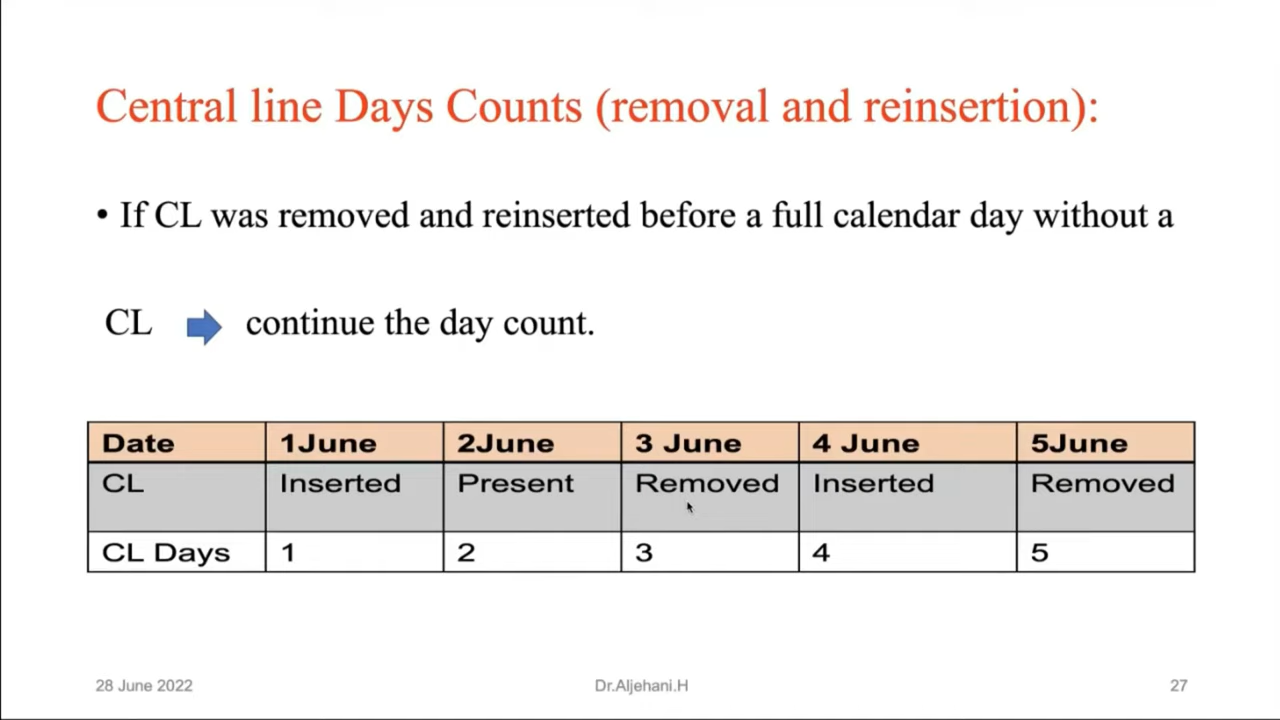 Central line Days Counts (removal and reinsertion):
• If CL was removed and reinserted before a full calendar day without a
CL continue the day count.
Date 1June 2June 3 June 4 June 5June
CL Inserted Present Removed Inserted Removed
CL Days 1 2 3 4 5
28 June 2022 Dr.Aljehani.H 27